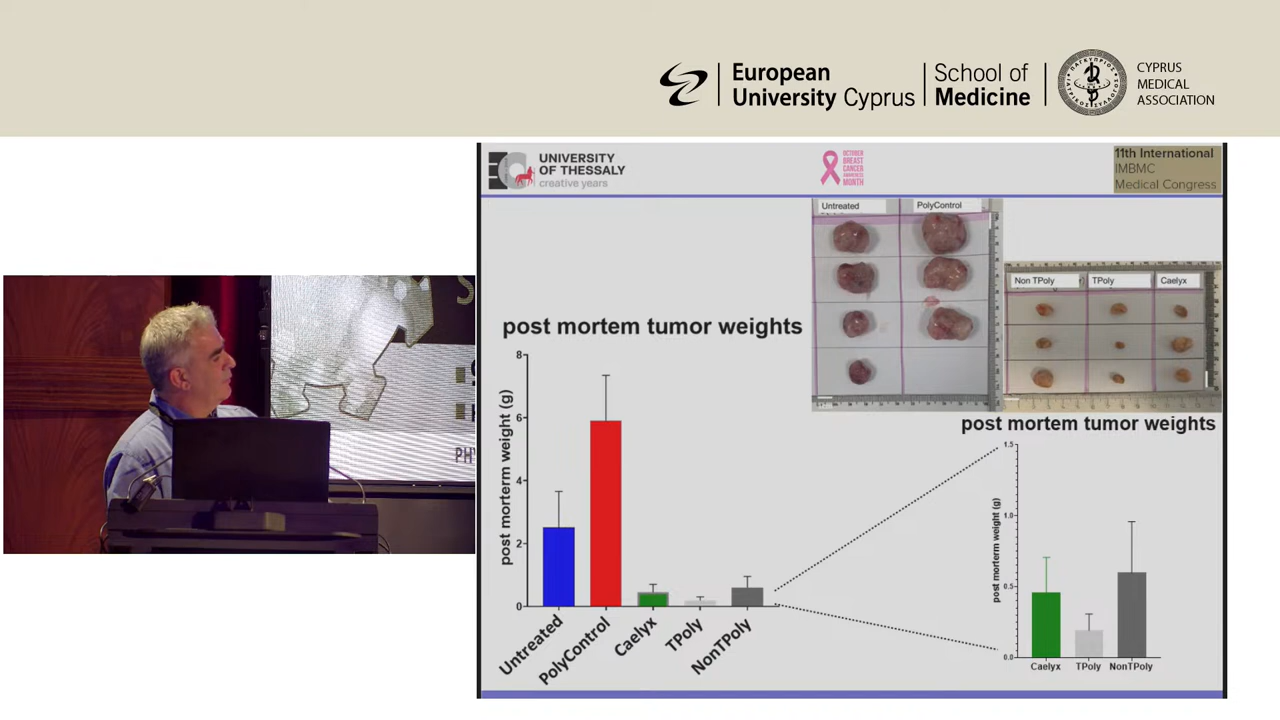 European
University Cyprus
School of
Medicine
CYPRUS
MEDICAL
ASSOCIATION
UNIVERSITY
OF THESSALY
creative years
OCTOBER
BREAST
CANCER
AWARENESS
MONTH
11th International
IMBMC
Medical Congress
Untreated
PolyControl
Non TPoly
TPoly
Caelyx
post mortem tumor weights
post morterm weight (g)
8
6
4
2
0
Untreated
PolyControl
Caelyx
TPoly
NonTPoly
post mortem tumor weights
post morterm weight (g)
1.5
1.0
0.5
0.0
Caelyx
TPoly
NonTPoly